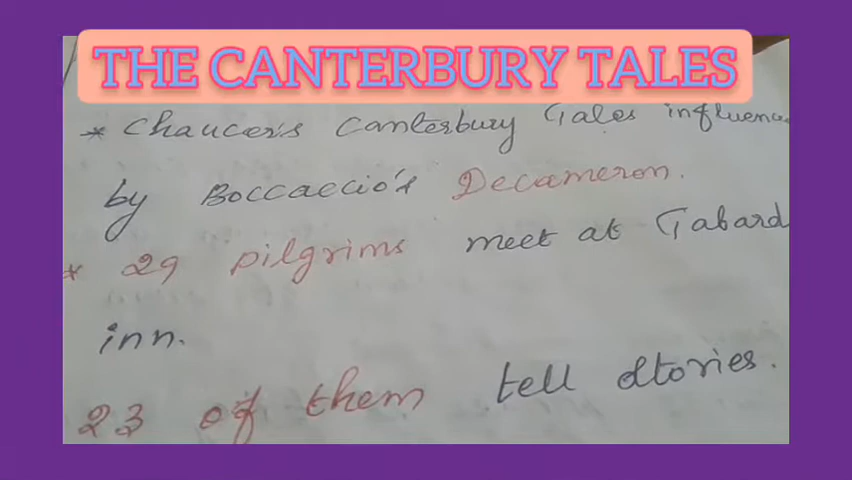 THE CANTERBURY TALES
* Chaucer's Canterbury Tales influenc
by Boccaccio's Decameron.
* 29 pilgrims meet at Tabard
inn.
23 of them tell stories.